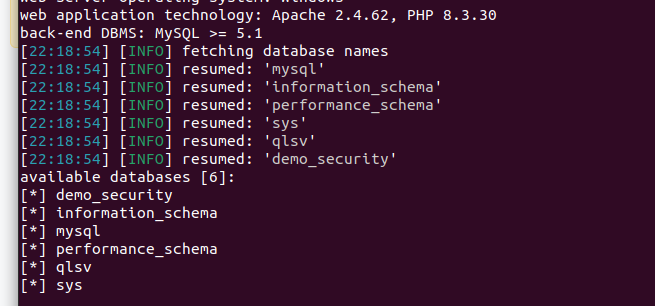 web server operating system: Windows
web application technology: Apache 2.4.62, PHP 8.3.30
back-end DBMS: MySQL >= 5.1
[22:18:54] [INFO] fetching database names
[22:18:54] [INFO] resumed: 'mysql'
[22:18:54] [INFO] resumed: 'information_schema'
[22:18:54] [INFO] resumed: 'performance_schema'
[22:18:54] [INFO] resumed: 'sys'
[22:18:54] [INFO] resumed: 'qlsv'
[22:18:54] [INFO] resumed: 'demo_security'
available databases [6]:
[*] demo_security
[*] information_schema
[*] mysql
[*] performance_schema
[*] qlsv
[*] sys